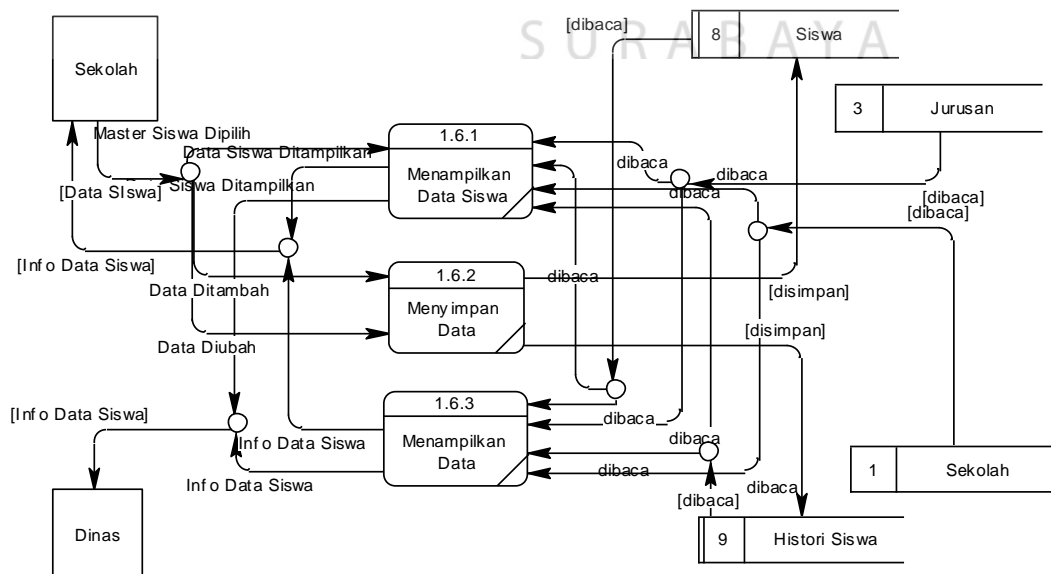 SURABAYA
[dibaca]
8
Siswa
Sekolah
3
Jurusan
Master Siswa Dipilih
1.6.1
Data Siswa Ditampilkan
dibaca
dibaca
Menampilkan
Data Siswa
[Data SIswa]
Siswa Ditampilkan
dibaca
[dibaca]
[dibaca]
[Info Data Siswa]
1.6.2
dibaca
dibaca
Data Ditambah
[disimpan]
Menyimpan
Data
[disimpan]
Data Diubah
1.6.3
[Info Data Siswa]
dibaca
Info Data Siswa
Menampilkan
Data
dibaca
dibaca
1
Sekolah
Info Data Siswa
dibaca
[dibaca]
Dinas
9
Histori Siswa